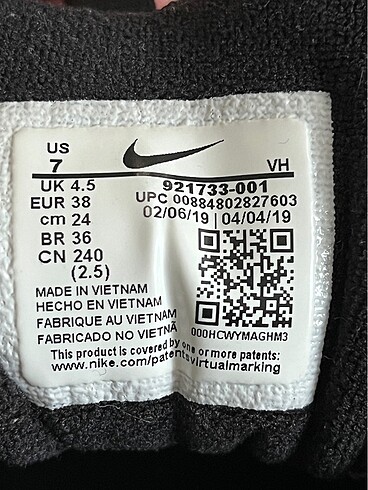 US
7
VH
UK 4.5
EUR 38
cm 24
BR 36
CN 240
(2.5)
921733-001
UPC 00884802827603
02/06/19 | 04/04/19
MADE IN VIETNAM
HECHO EN VIETNAM
FABRIQUE AU VIETNAM
FABRICADO NO VIETNÃ
000HCWYMAGHM3
This product is covered by one or more patents:
www.nike.com/patentsvirtualmarking